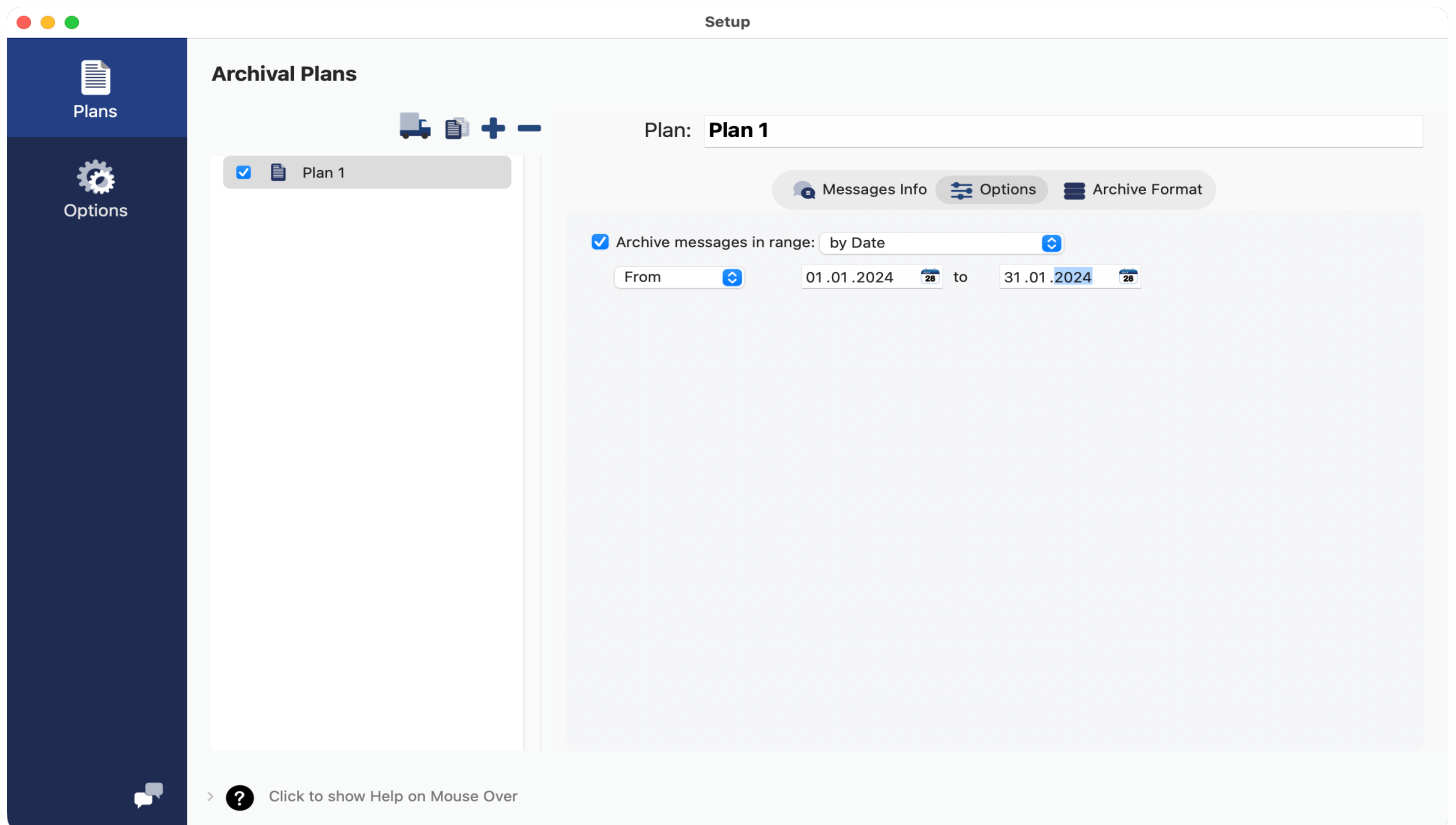 Setup
Plans
Options
Archival Plans
Plan 1
Plan: Plan 1
Messages Info Options Archive Format
Archive messages in range: by Date
From 01.01.2024 28 to 31.01.2024 28
? Click to show Help on Mouse Over